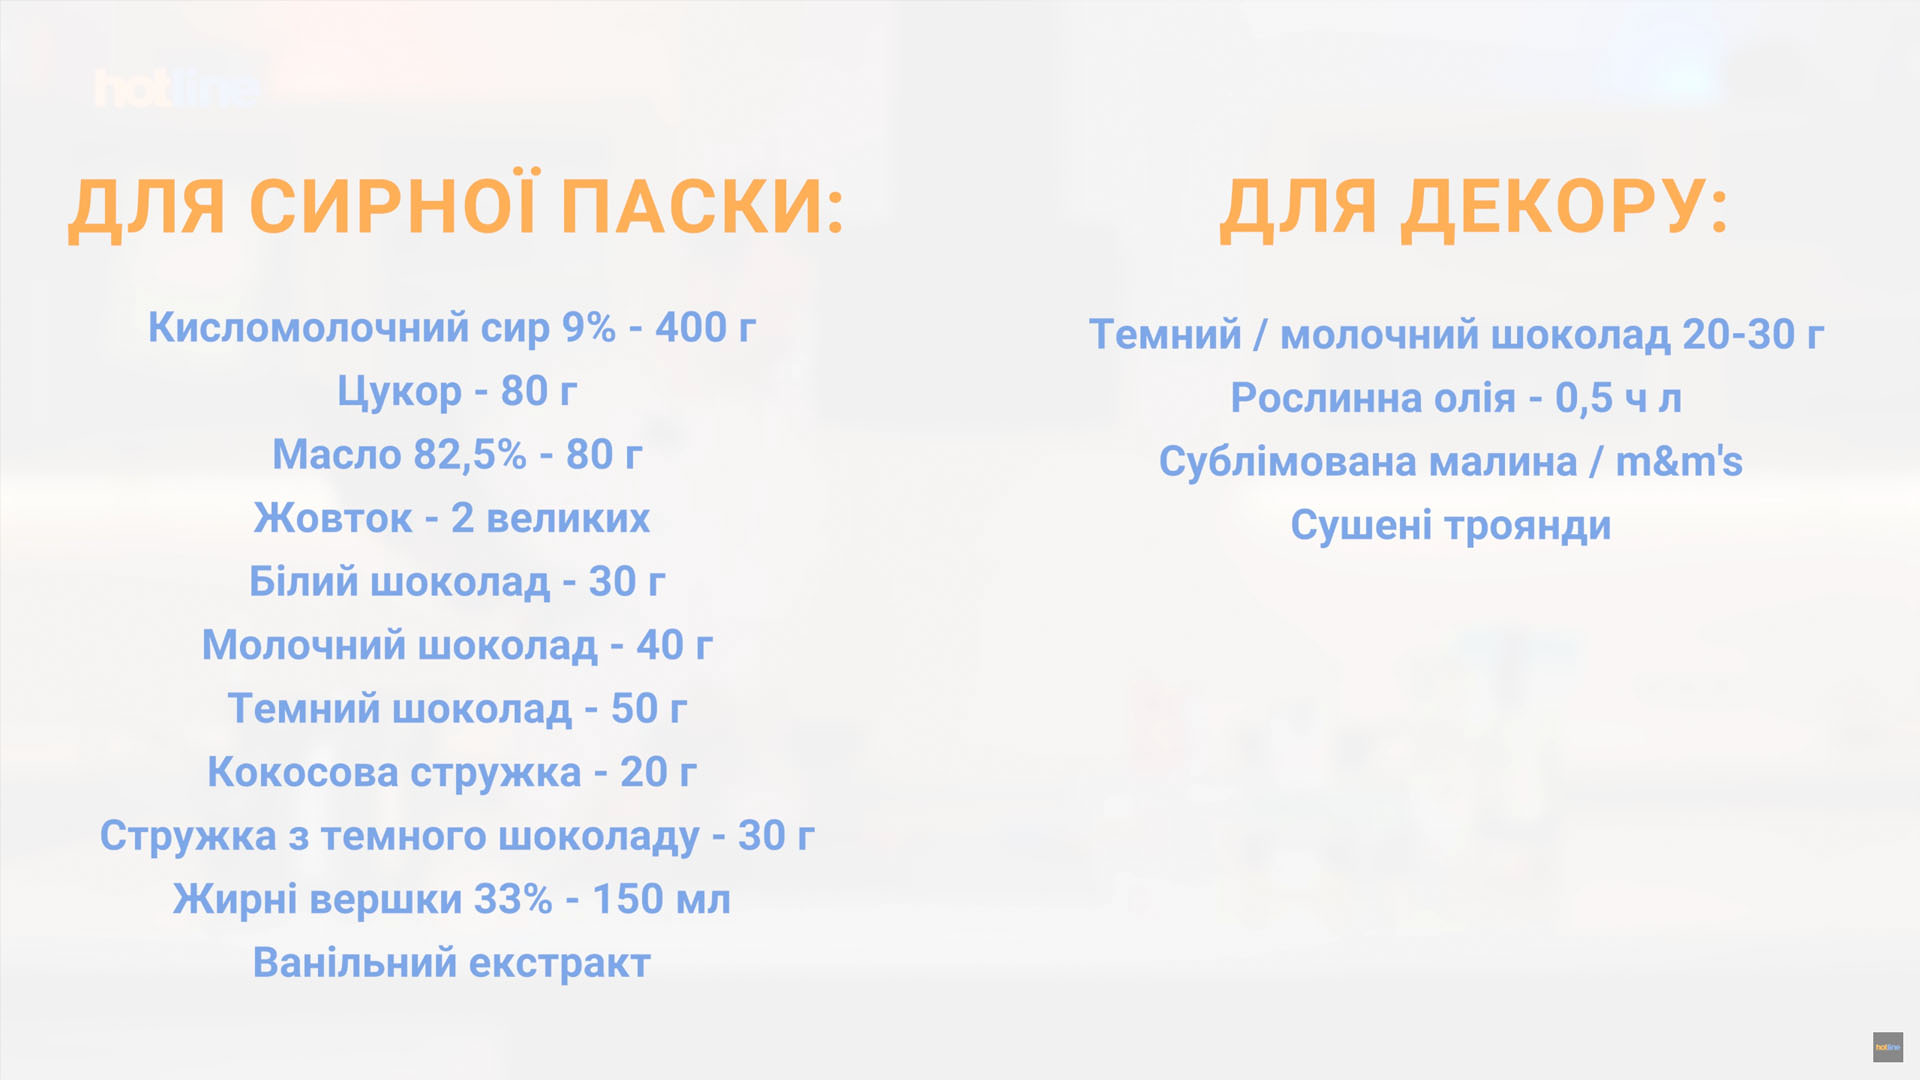 hotline
ДЛЯ СИРНОЇ ПАСКИ:
Кисломолочний сир 9% - 400 г
Цукор - 80 г
Масло 82,5% - 80 г
Жовток - 2 великих
Білий шоколад - 30 г
Молочний шоколад - 40 г
Темний шоколад - 50 г
Кокосова стружка - 20 г
Стружка з темного шоколаду - 30 г
Жирні вершки 33% - 150 мл
Ванільний екстракт
ДЛЯ ДЕКОРУ:
Темний / молочний шоколад 20-30 г
Рослинна олія - 0,5 ч л
Сублімована малина / m&m's
Сушені троянди
hotline